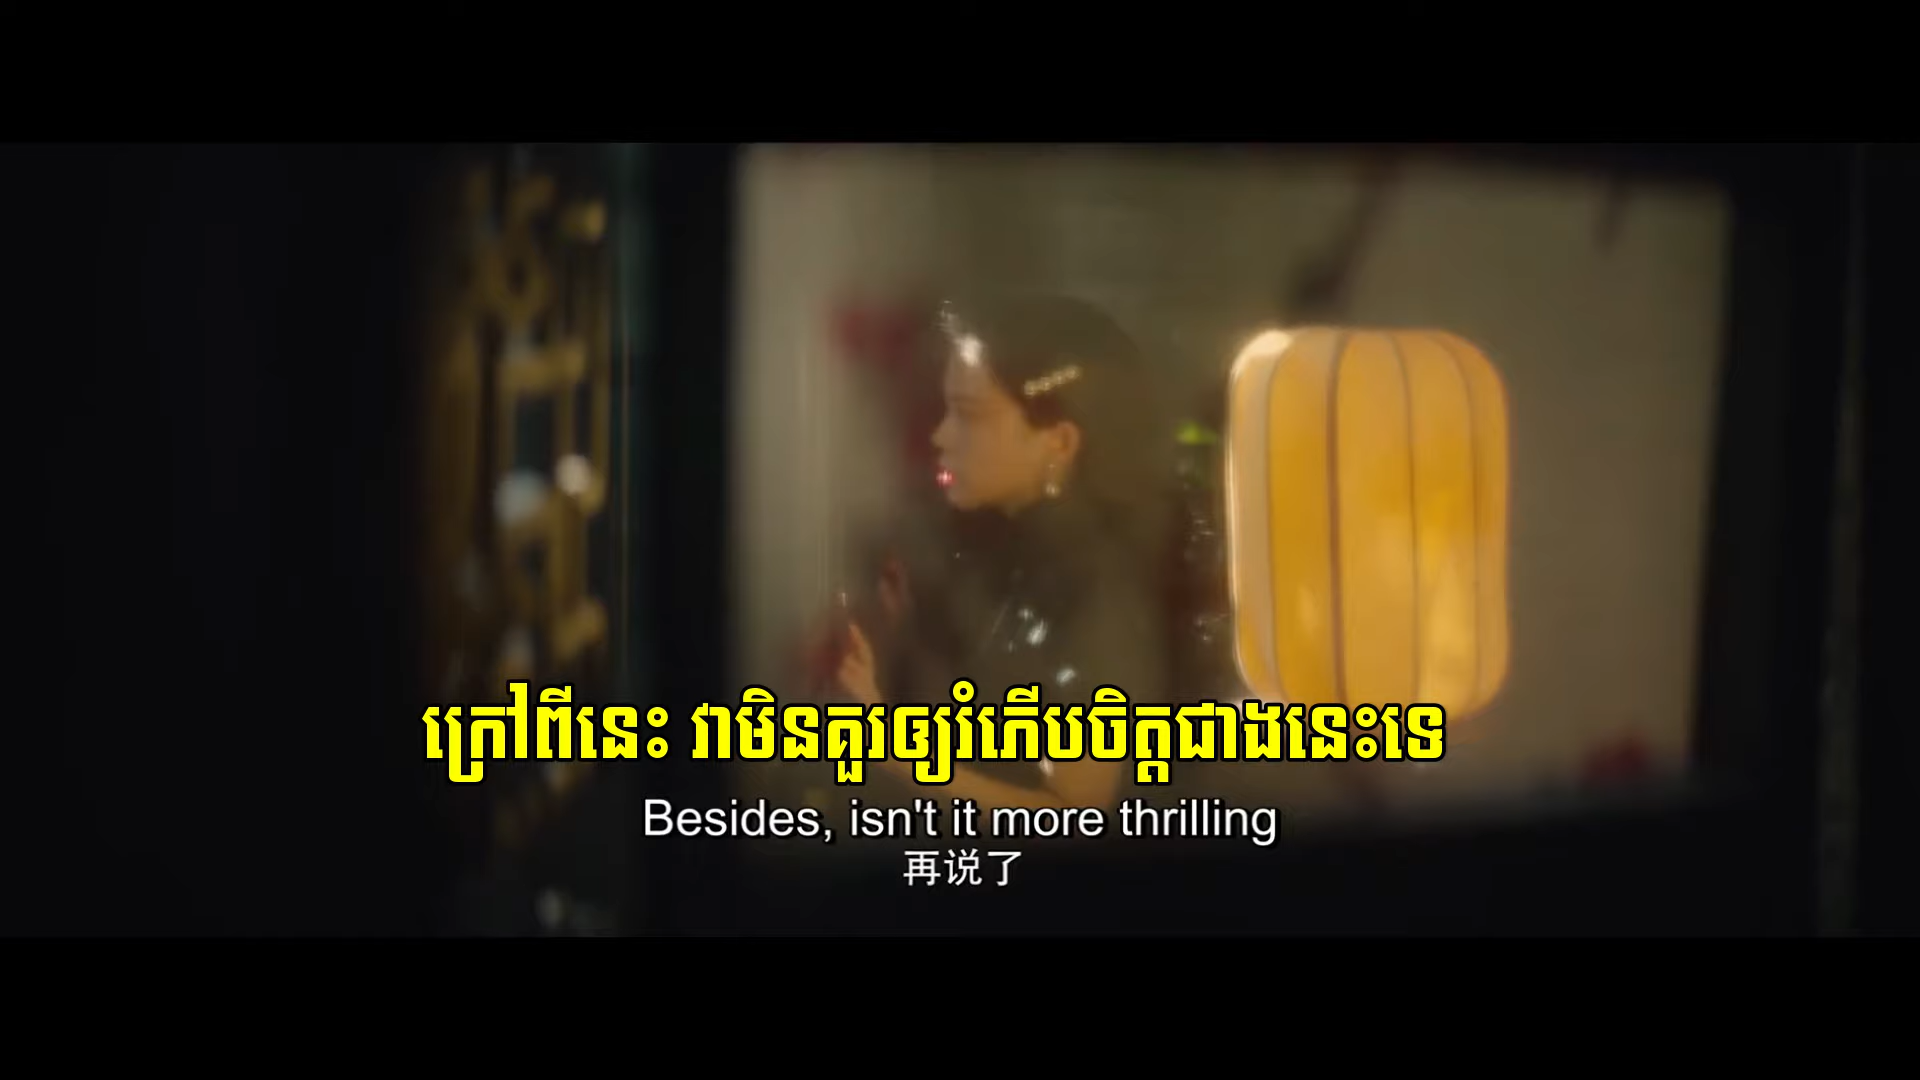 ក្រៅពីនេះ វាមិនគួរឲ្យរំភើបចិត្តជាងនេះទេ
Besides, isn't it more thrilling
再说了